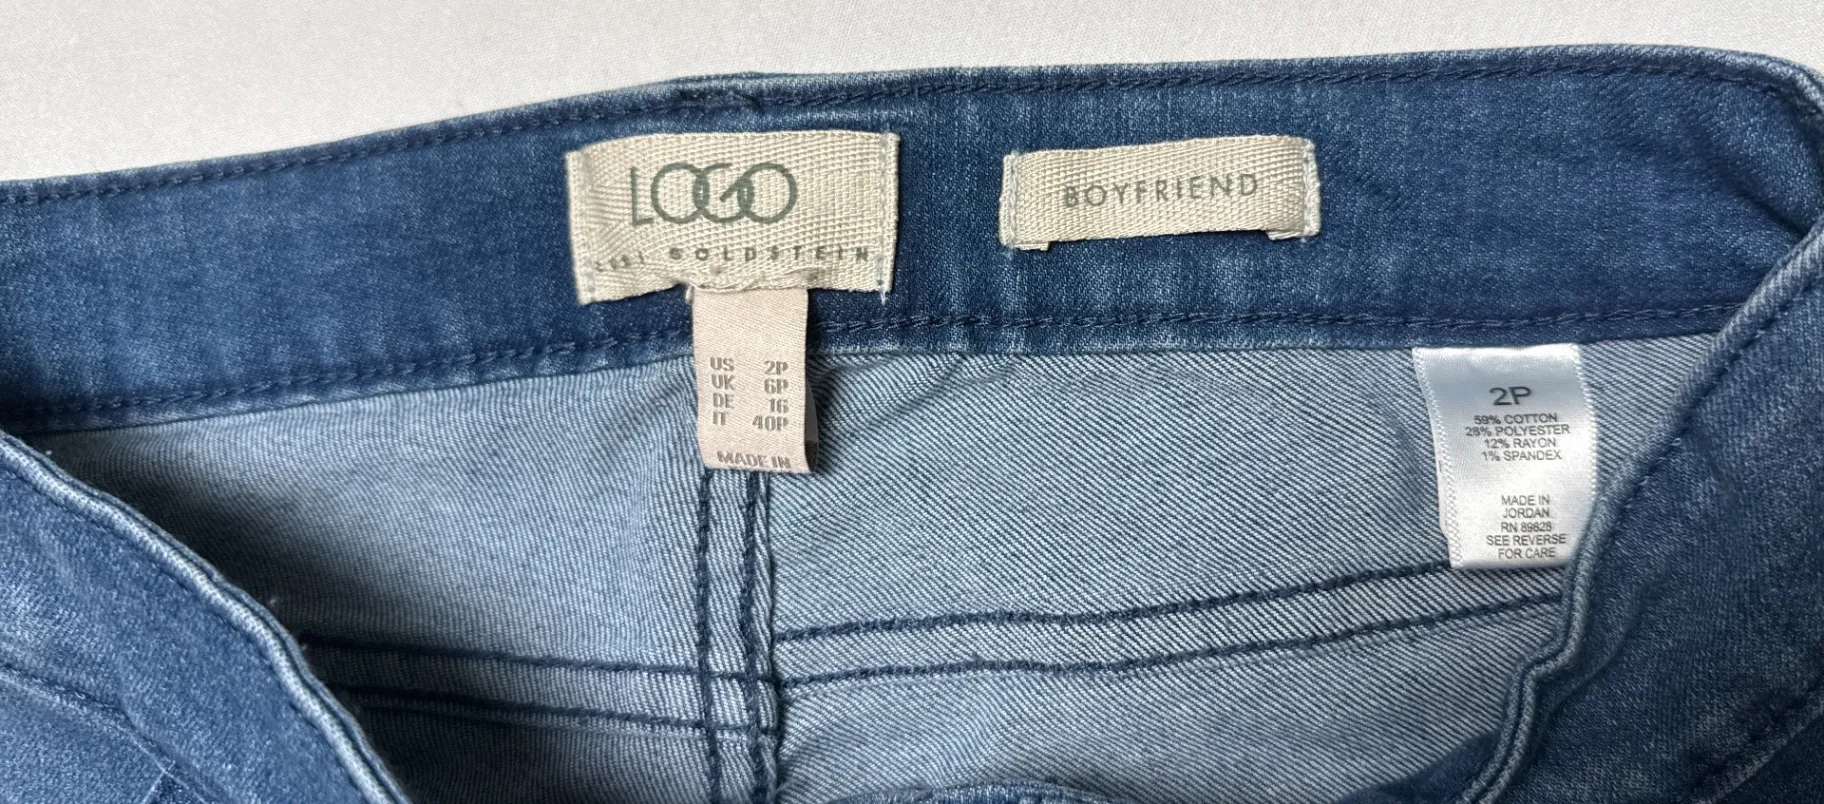 LOGO
LORI GOLDSTEIN
BOYFRIEND
US 2P
UK 6P
DE 16
IT 40P
MADE IN
2P
59% COTTON
28% POLYESTER
12% RAYON
1% SPANDEX
MADE IN
JORDAN
RN 89828
SEE REVERSE
FOR CARE